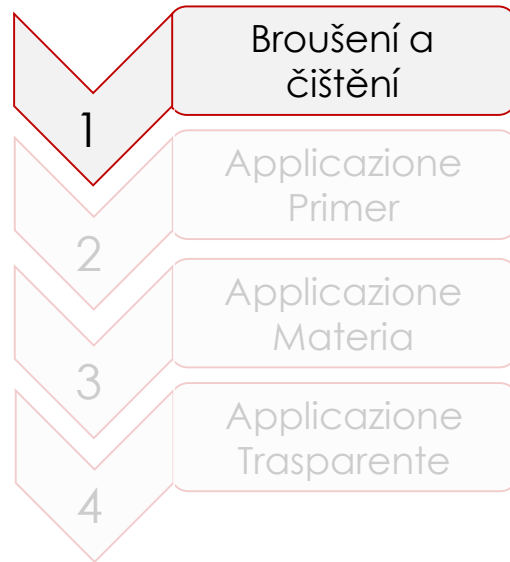 1
Broušení a
čištění
2
Applicazione
Primer
3
Applicazione
Materia
4
Applicazione
Trasparente